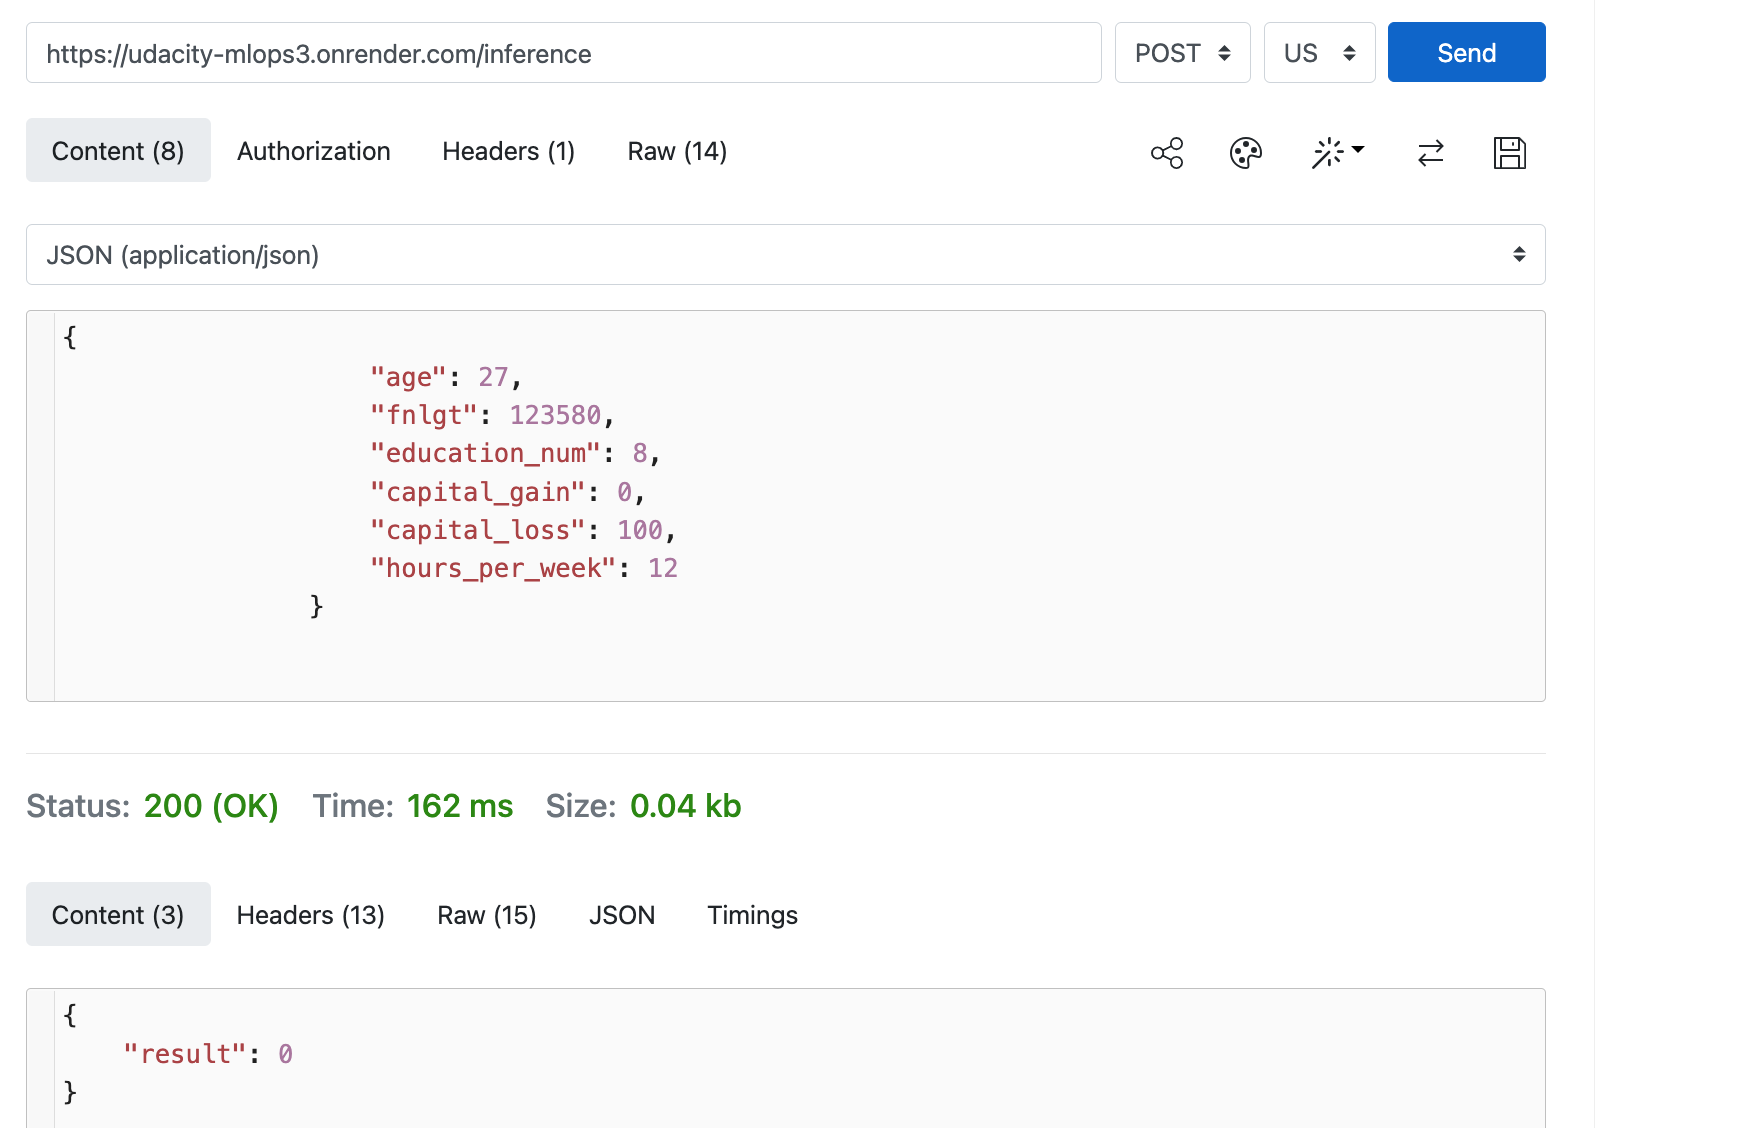 https://udacity-mlops3.onrender.com/inference POST US Send
Content (8) Authorization Headers (1) Raw (14)
JSON (application/json)
{
"age": 27,
"fnlgt": 123580,
"education_num": 8,
"capital_gain": 0,
"capital_loss": 100,
"hours_per_week": 12
}
Status: 200 (OK) Time: 162 ms Size: 0.04 kb
Content (3) Headers (13) Raw (15) JSON Timings
{
"result": 0
}